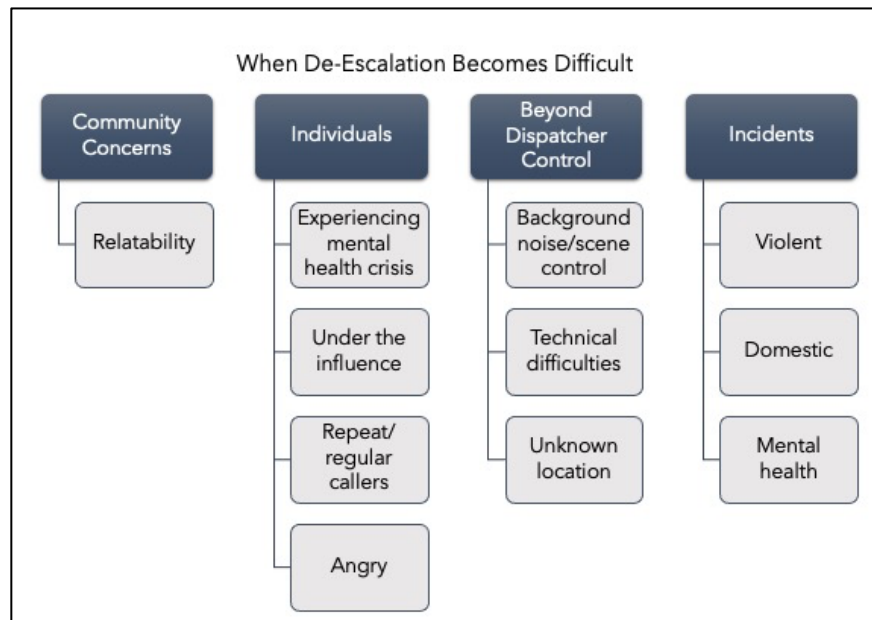 When De-Escalation Becomes Difficult
Community
Concerns
Relatability
Individuals
Experiencing
mental
health crisis
Under the
influence
Repeat/
regular
callers
Angry
Beyond
Dispatcher
Control
Background
noise/scene
control
Technical
difficulties
Unknown
location
Incidents
Violent
Domestic
Mental
health